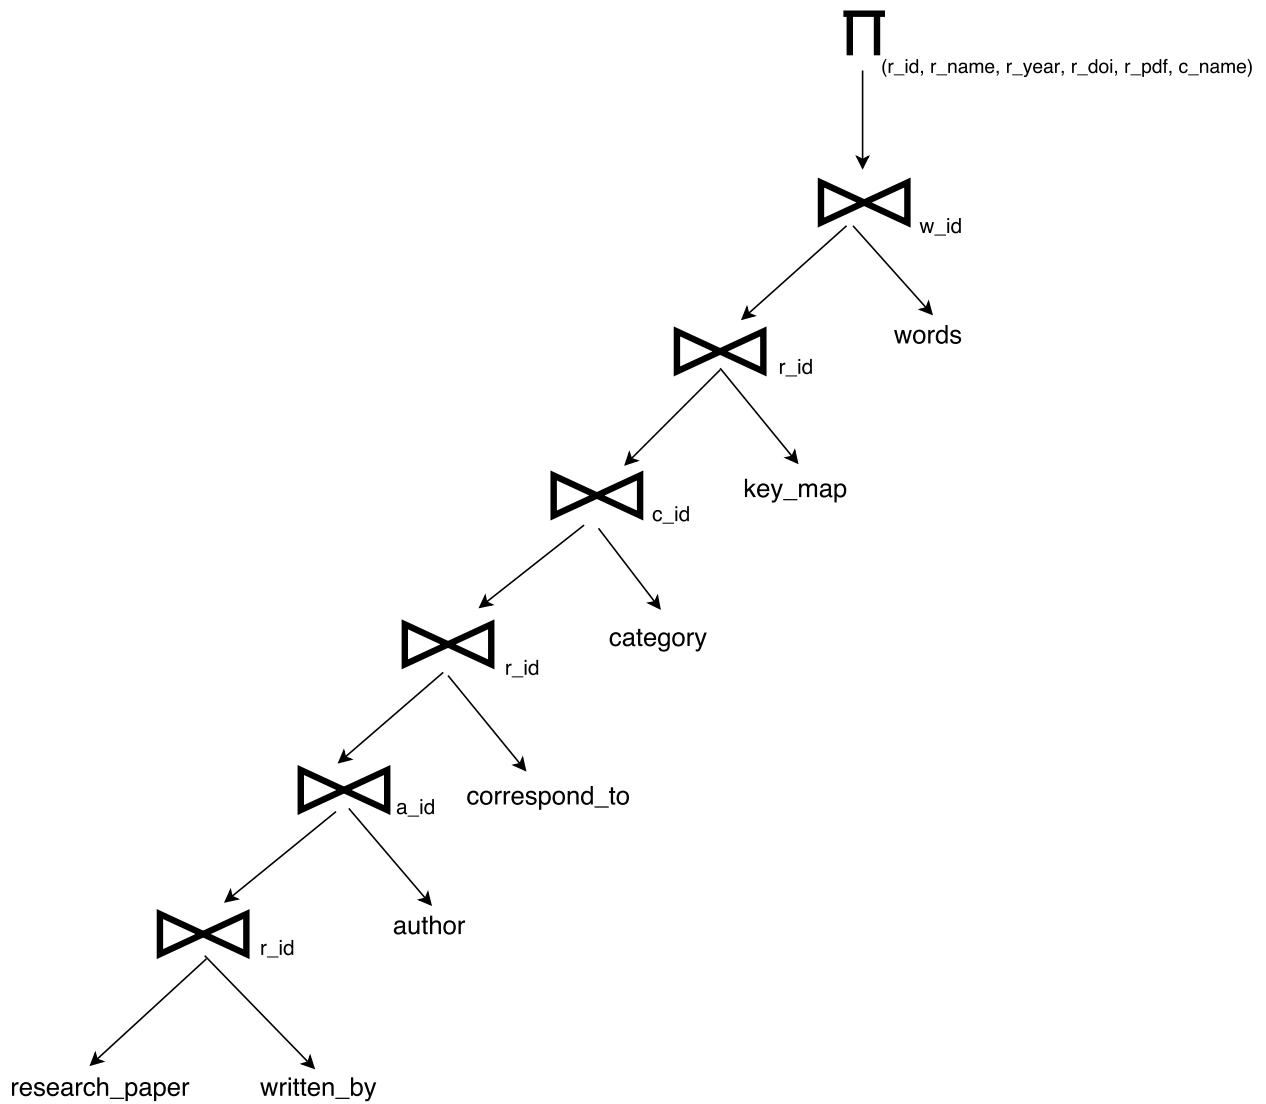 (r_id, r_name, r_year, r_doi, r_pdf, c_name)
w_id
words
r_id
key_map
c_id
category
r_id
correspond_to
a_id
author
r_id
research_paper
written_by